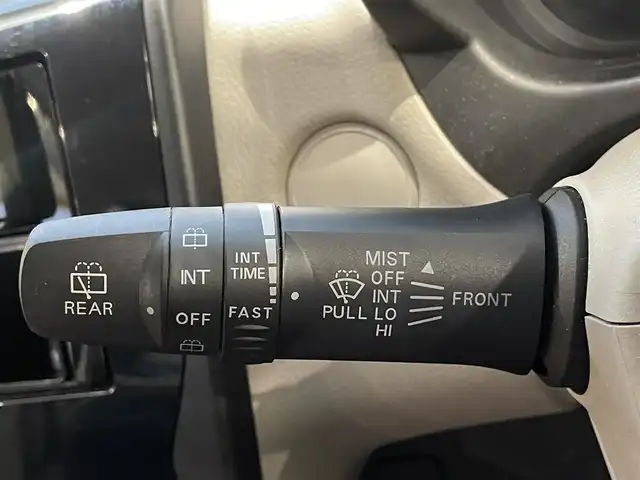 REAR
INT
OFF
INT
TIME
FAST
PULL
MIST
OFF
INT
LO
HI
FRONT